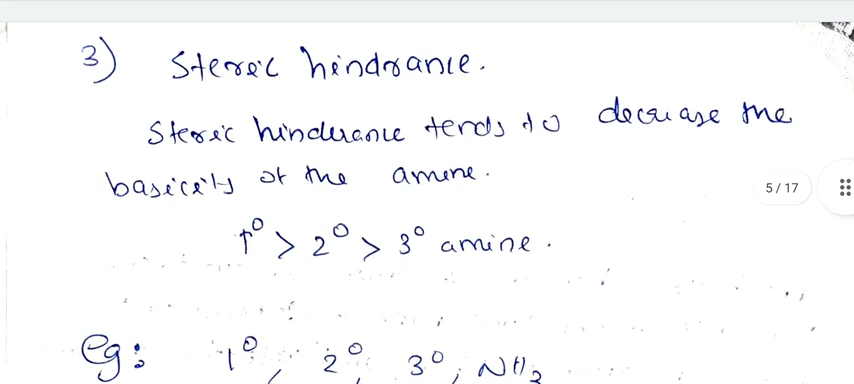 3) Steric hindrance.
Steric hinderance tends to decrease the
basicity of the amine.
1° > 2° > 3° amine.
5 / 17
eg: 1°, 2°, 3°, NH3